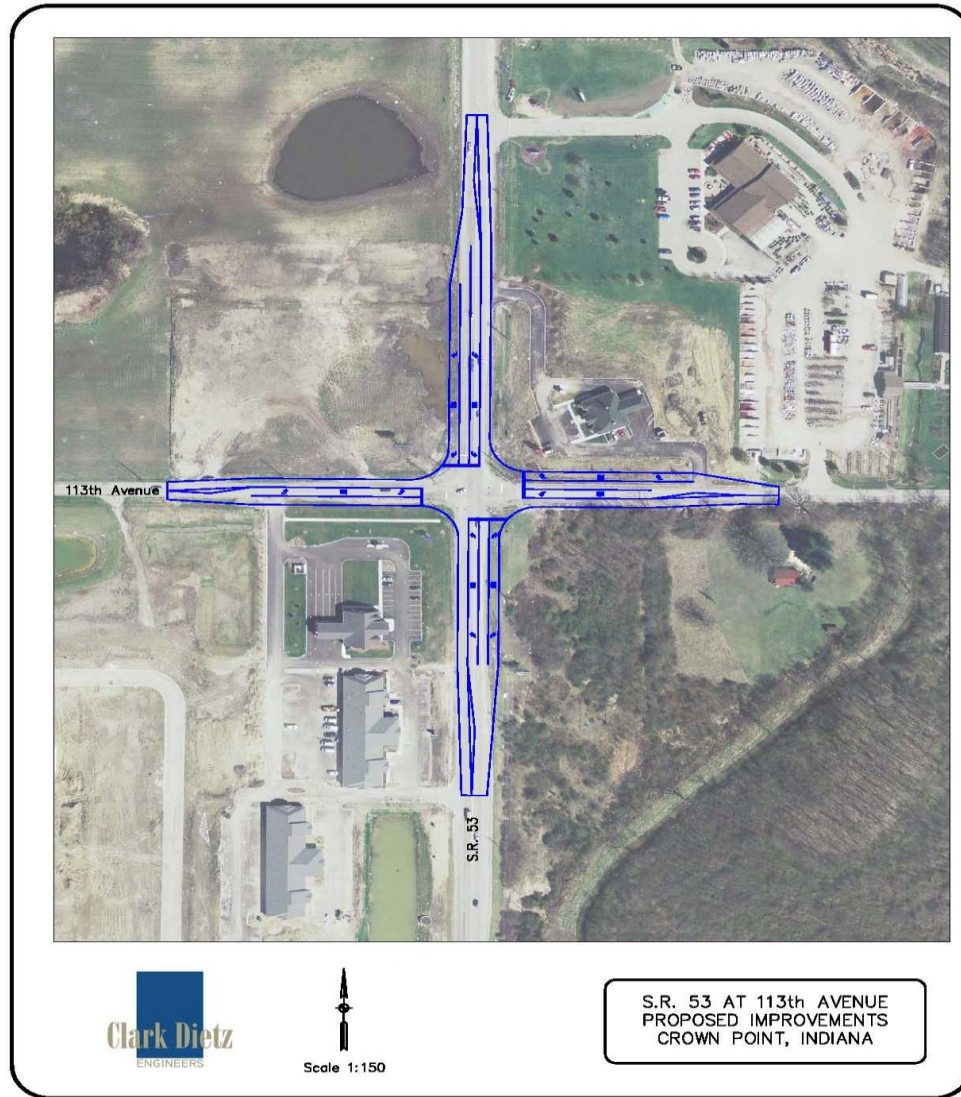 113th Avenue
S.R. 53
Clark Dietz
ENGINEERS
Scale 1:150
S.R. 53 AT 113th AVENUE
PROPOSED IMPROVEMENTS
CROWN POINT, INDIANA